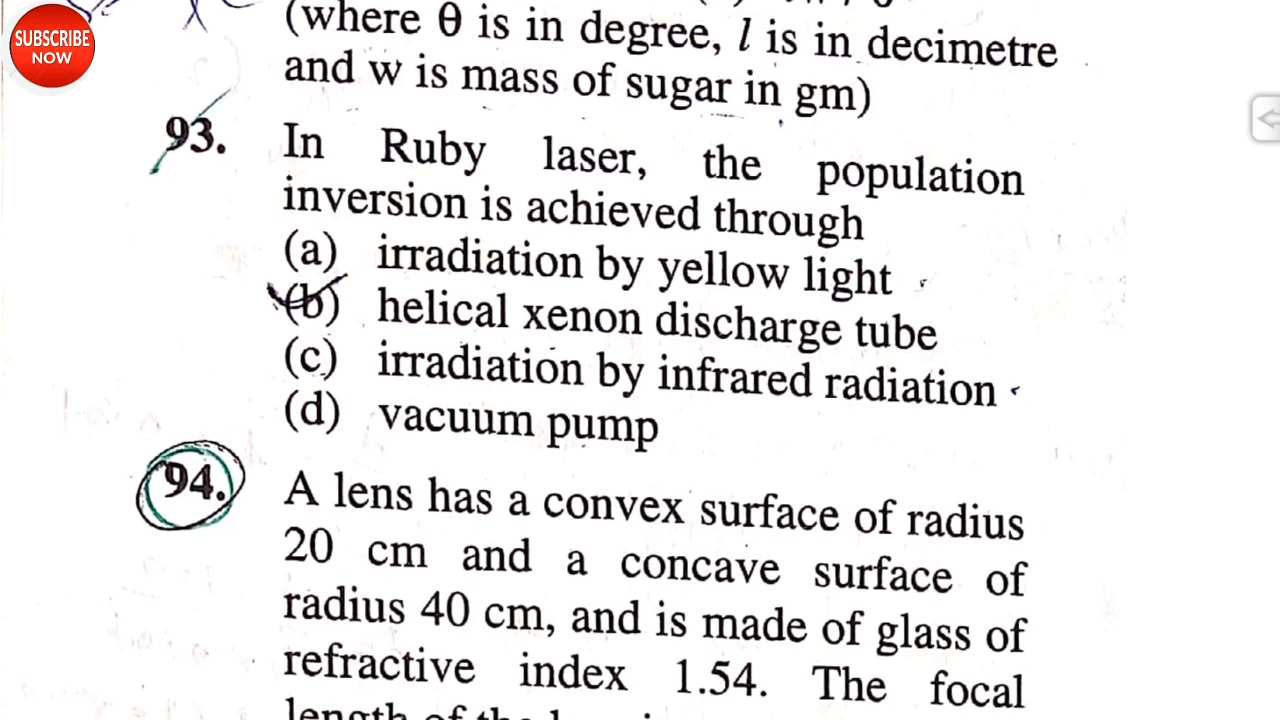 SUBSCRIBE
NOW
(where θ is in degree, l is in decimetre
and w is mass of sugar in gm)
93. In Ruby laser, the population
inversion is achieved through
(a) irradiation by yellow light
(b) helical xenon discharge tube
(c) irradiation by infrared radiation
(d) vacuum pump
94. A lens has a convex surface of radius
20 cm and a concave surface of
radius 40 cm, and is made of glass of
refractive index 1.54. The focal
length of the